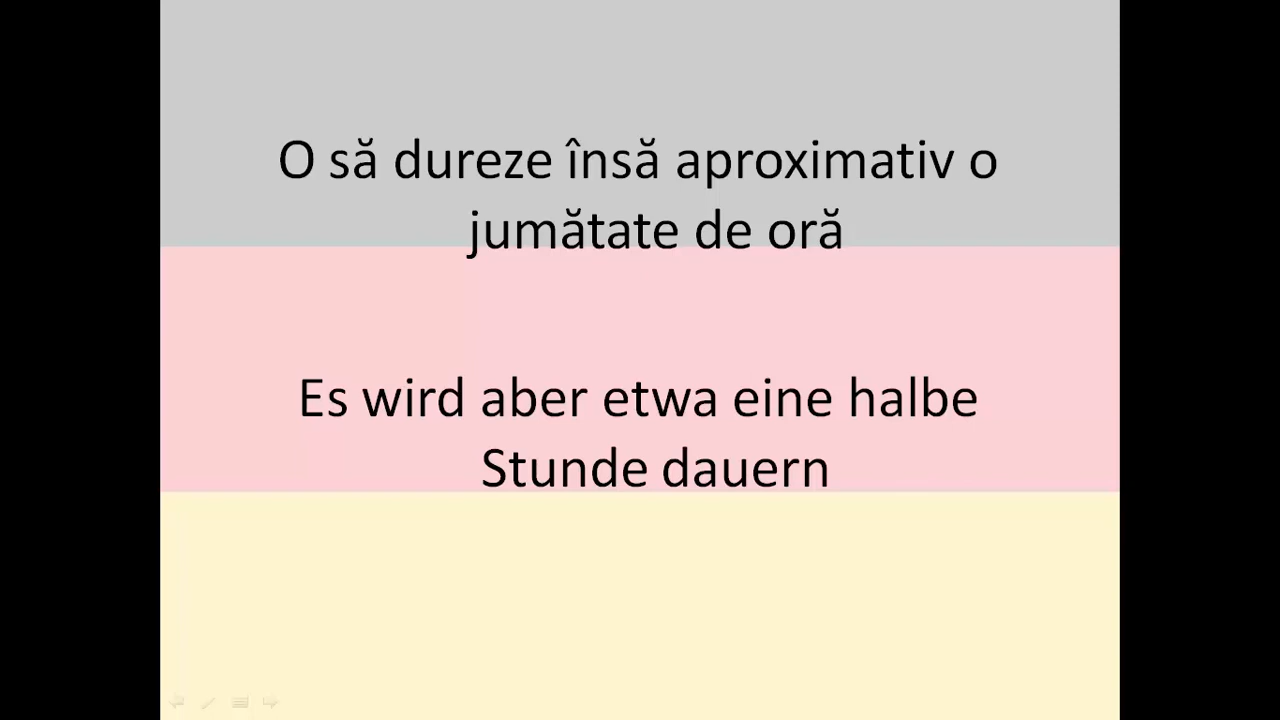 O să dureze însă aproximativ o
jumătate de oră
Es wird aber etwa eine halbe
Stunde dauern